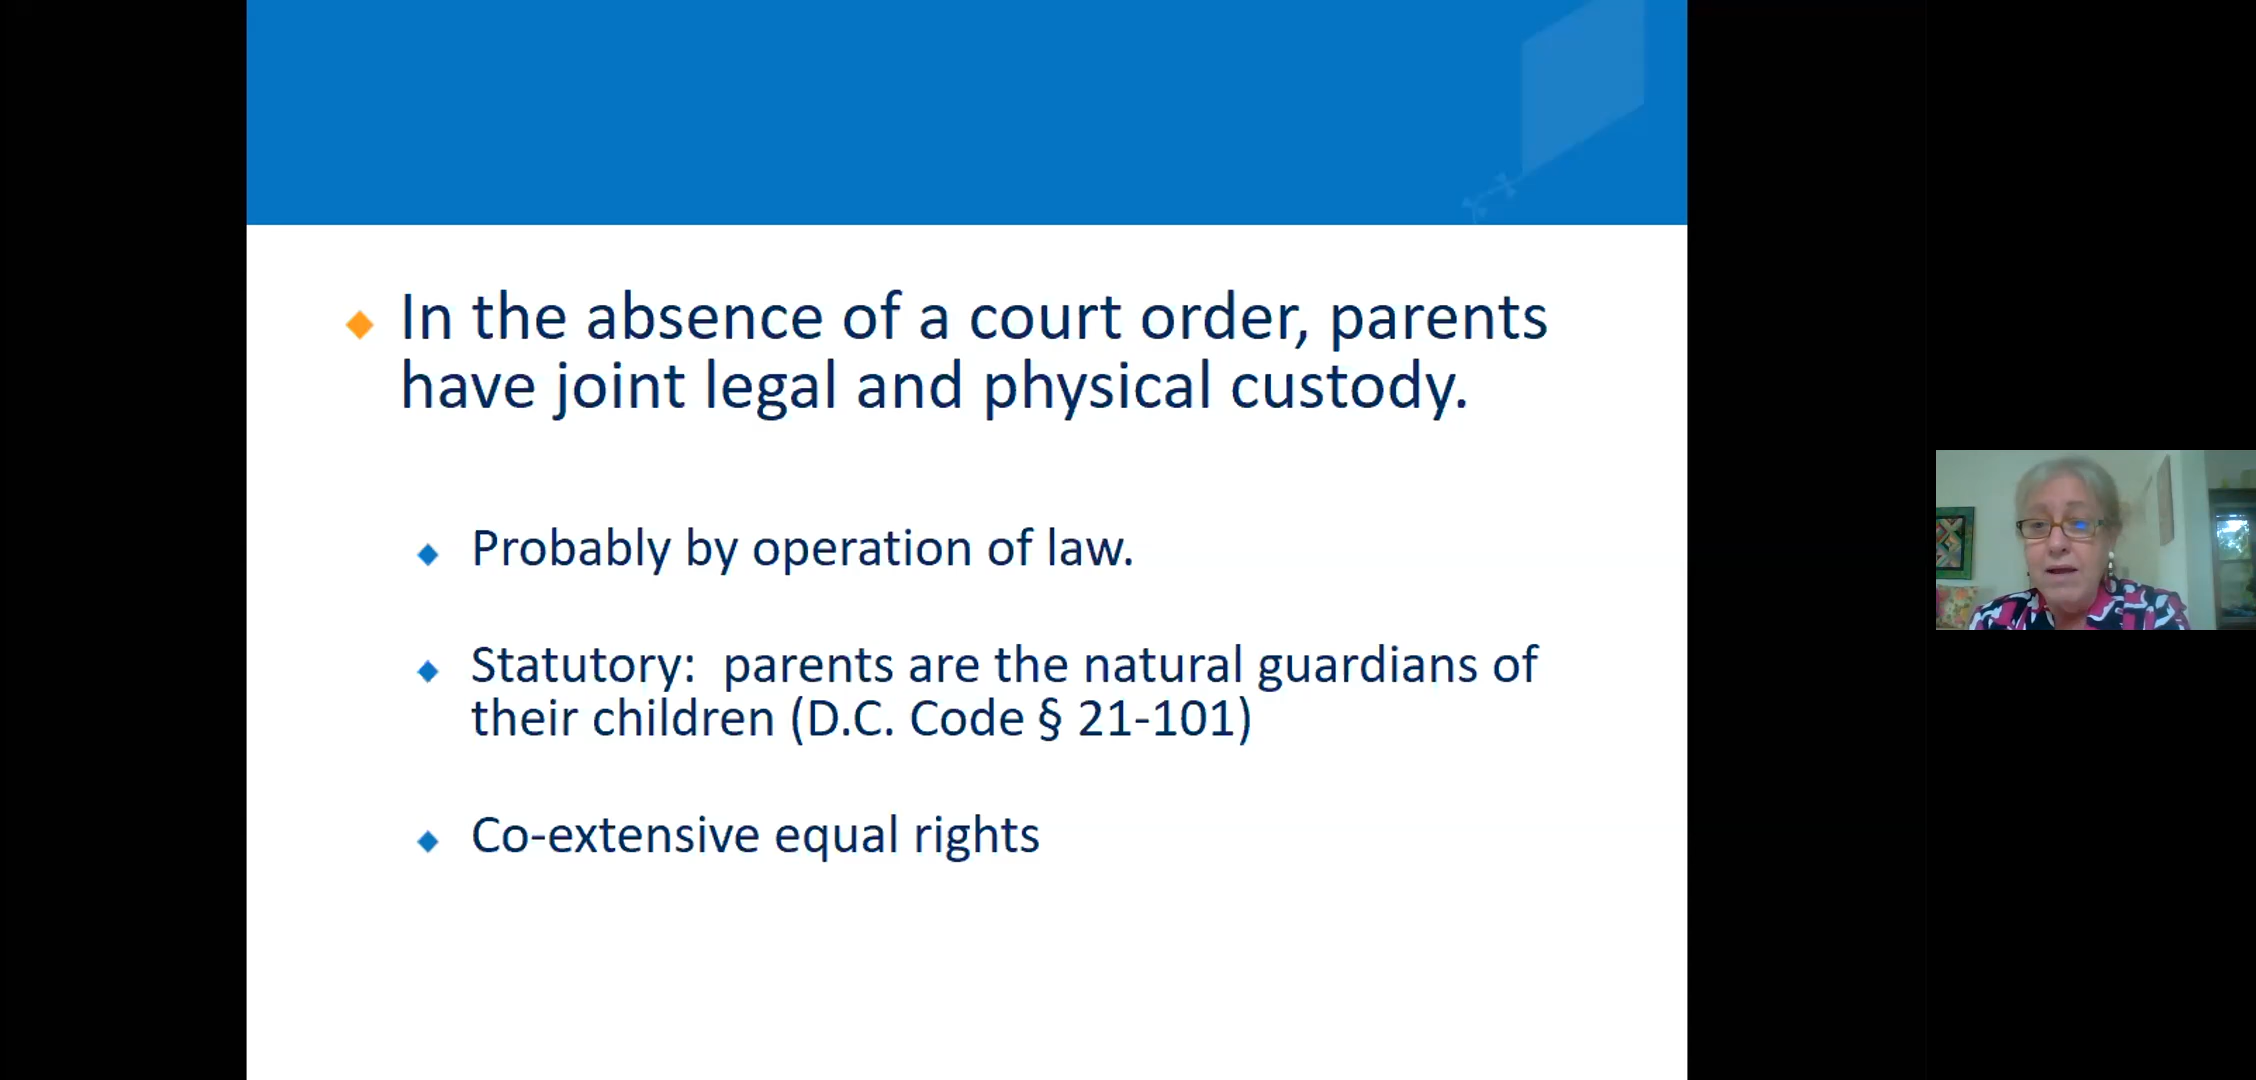 In the absence of a court order, parents
have joint legal and physical custody.
Probably by operation of law.
Statutory:  parents are the natural guardians of
their children (D.C. Code § 21-101)
Co-extensive equal rights